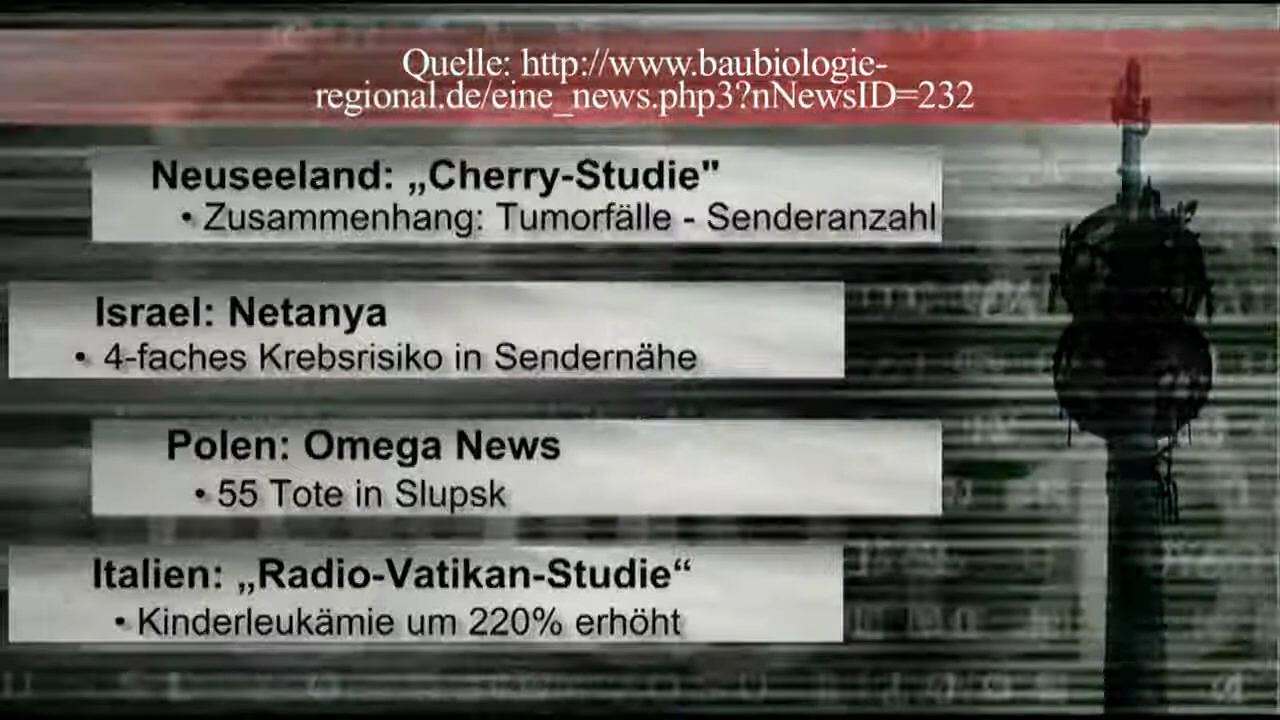 Quelle: http://www.baubiologie-
regional.de/eine_news.php3?nNewsID=232
Neuseeland: „Cherry-Studie"
• Zusammenhang: Tumorfälle - Senderanzahl
Israel: Netanya
• 4-faches Krebsrisiko in Sendernähe
Polen: Omega News
• 55 Tote in Slupsk
Italien: „Radio-Vatikan-Studie“
• Kinderleukämie um 220% erhöht